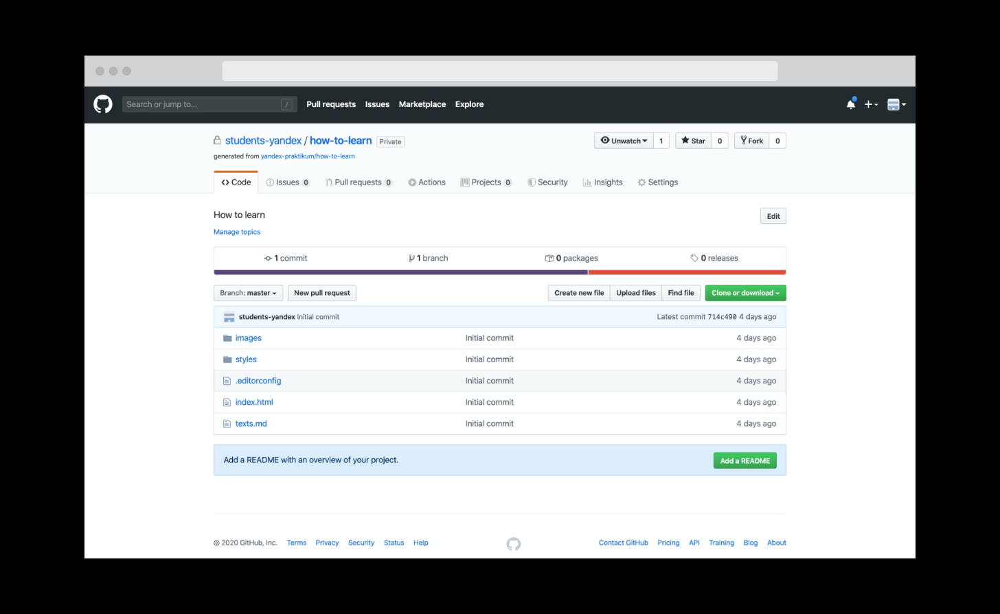 Search or jump to... / Pull requests Issues Marketplace Explore
students-yandex / how-to-learn Private Unwatch 1 Star 0 Fork 0
generated from yandex-praktikum/how-to-learn
Code Issues 0 Pull requests 0 Actions Projects 0 Security Insights Settings
How to learn Edit
Manage topics
1 commit 1 branch 0 packages 0 releases
Branch: master New pull request Create new file Upload files Find file Clone or download
students-yandex Initial commit Latest commit 714c490 4 days ago
images Initial commit 4 days ago
styles Initial commit 4 days ago
.editorconfig Initial commit 4 days ago
index.html Initial commit 4 days ago
texts.md Initial commit 4 days ago
Add a README with an overview of your project. Add a README
© 2020 GitHub, Inc. Terms Privacy Security Status Help Contact GitHub Pricing API Training Blog About